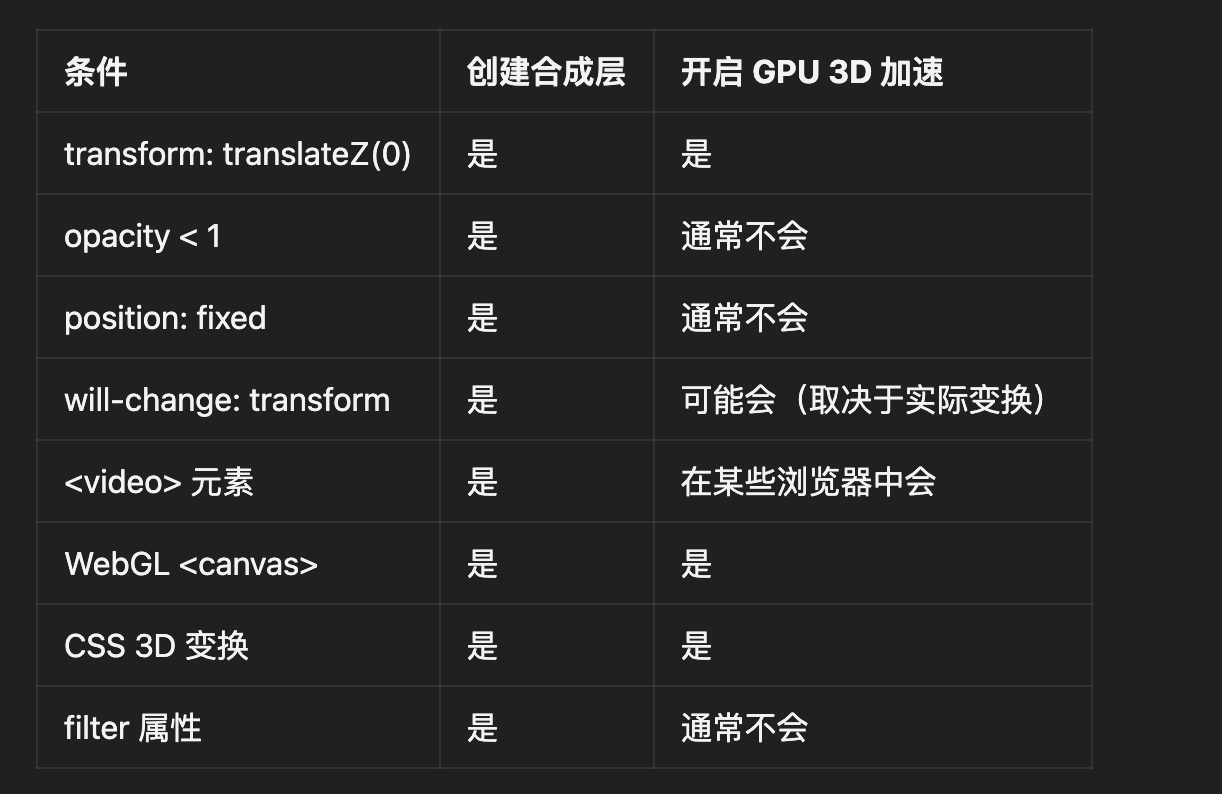 条件 创建合成层 开启 GPU 3D 加速
transform: translateZ(0) 是 是
opacity < 1 是 通常不会
position: fixed 是 通常不会
will-change: transform 是 可能会（取决于实际变换）
<video> 元素 是 在某些浏览器中会
WebGL <canvas> 是 是
CSS 3D 变换 是 是
filter 属性 是 通常不会